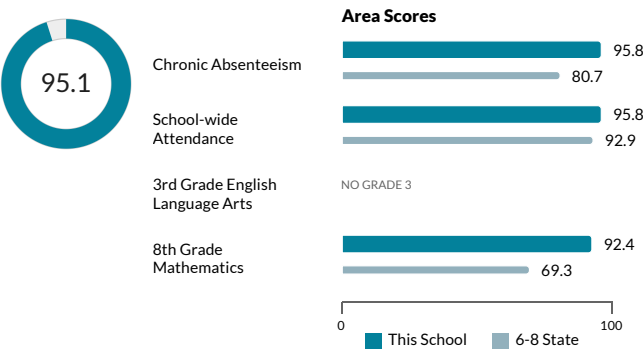 Area Scores
95.1
Chronic Absenteeism
95.8
80.7
School-wide
Attendance
95.8
92.9
3rd Grade English
Language Arts
NO GRADE 3
8th Grade
Mathematics
92.4
69.3
0
100
This School
6-8 State